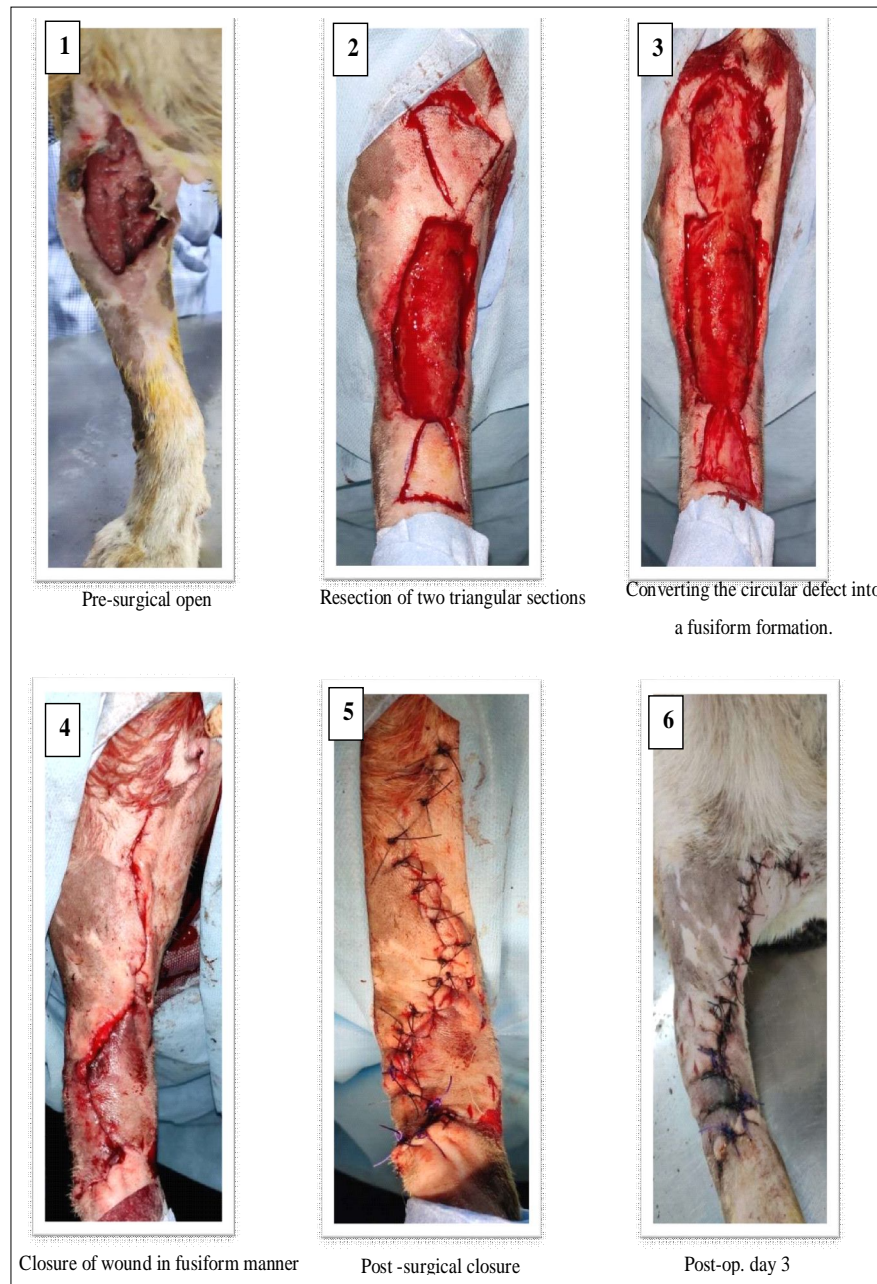 1
2
3
Pre-surgical open
Resection of two triangular sections
Converting the circular defect into
a fusiform formation.
4
5
6
Closure of wound in fusiform manner
Post -surgical closure
Post-op. day 3